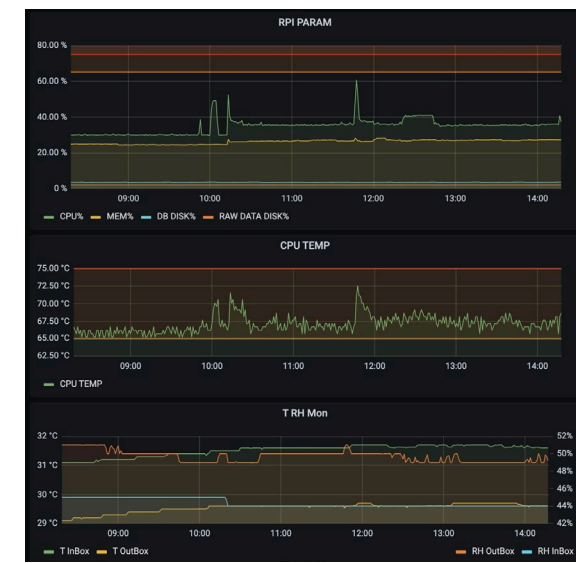 RPI PARAM
80.00 %
60.00 %
40.00 %
20.00 %
0 %
09:00 10:00 11:00 12:00 13:00 14:00
CPU% MEM% DB DISK% RAW DATA DISK%
CPU TEMP
75.00 °C
72.50 °C
70.00 °C
67.50 °C
65.00 °C
62.50 °C
09:00 10:00 11:00 12:00 13:00 14:00
CPU TEMP
T RH Mon
32 °C 52%
50%
31 °C 48%
46%
30 °C 44%
29 °C 42%
09:00 10:00 11:00 12:00 13:00 14:00
T InBox T OutBox RH OutBox RH InBox